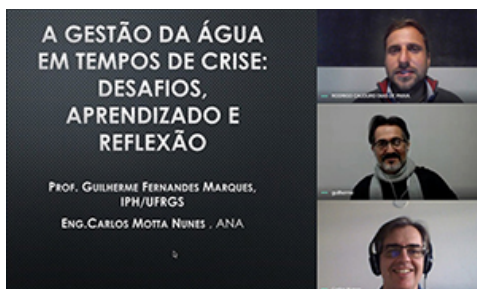 A GESTÃO DA ÁGUA
EM TEMPOS DE CRISE:
DESAFIOS,
APRENDIZADO E
REFLEXÃO
PROF. GUILHERME FERNANDES MARQUES,
IPH/UFRGS
ENG.CARLOS MOTTA NUNES , ANA
guilherme